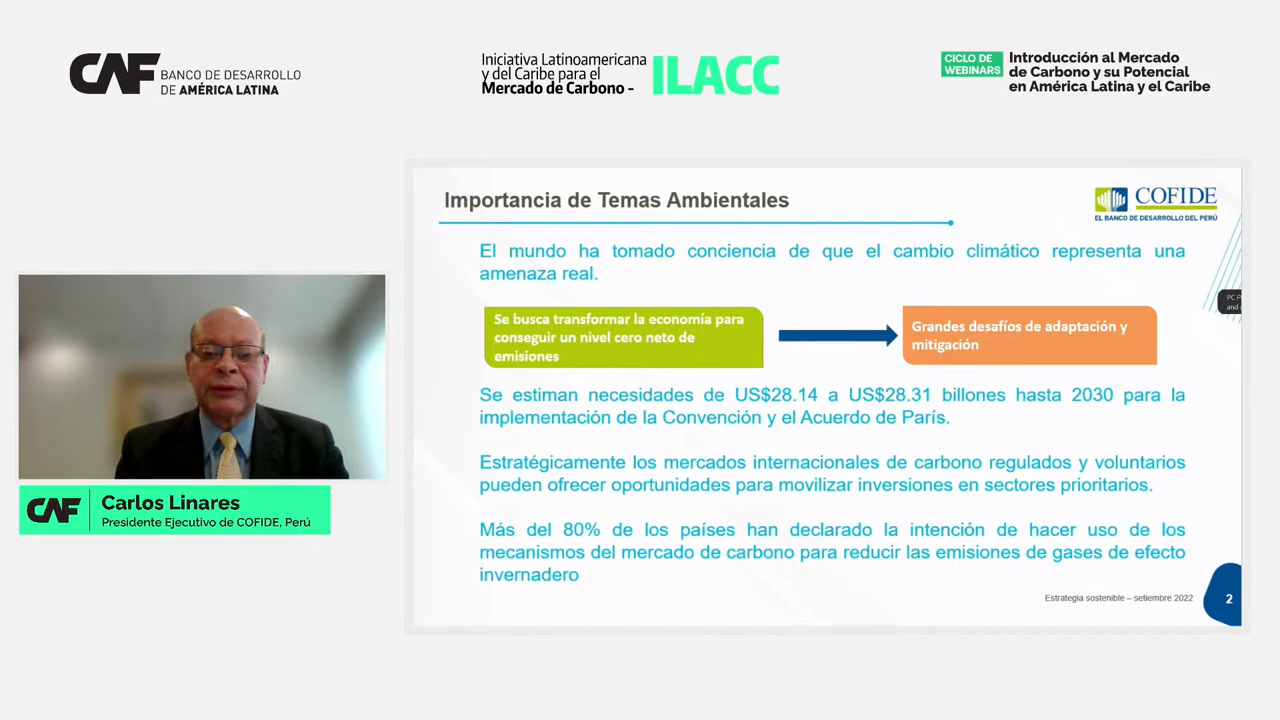 CAF BANCO DE DESARROLLO
DE AMÉRICA LATINA
Iniciativa Latinoamericana
y del Caribe para el
Mercado de Carbono -
ILACC
CICLO DE
WEBINARS
Introducción al Mercado
de Carbono y su Potencial
en América Latina y el Caribe
Importancia de Temas Ambientales
COFIDE
EL BANCO DE DESARROLLO DEL PERÚ
El mundo ha tomado conciencia de que el cambio climático representa una
amenaza real.
Se busca transformar la economía para
conseguir un nivel cero neto de
emisiones
Grandes desafíos de adaptación y
mitigación
Se estiman necesidades de US$28.14 a US$28.31 billones hasta 2030 para la
implementación de la Convención y el Acuerdo de París.
Estratégicamente los mercados internacionales de carbono regulados y voluntarios
pueden ofrecer oportunidades para movilizar inversiones en sectores prioritarios.
Más del 80% de los países han declarado la intención de hacer uso de los
mecanismos del mercado de carbono para reducir las emisiones de gases de efecto
invernadero
Estrategia sostenible – setiembre 2022
2
CAF
Carlos Linares
Presidente Ejecutivo de COFIDE, Perú